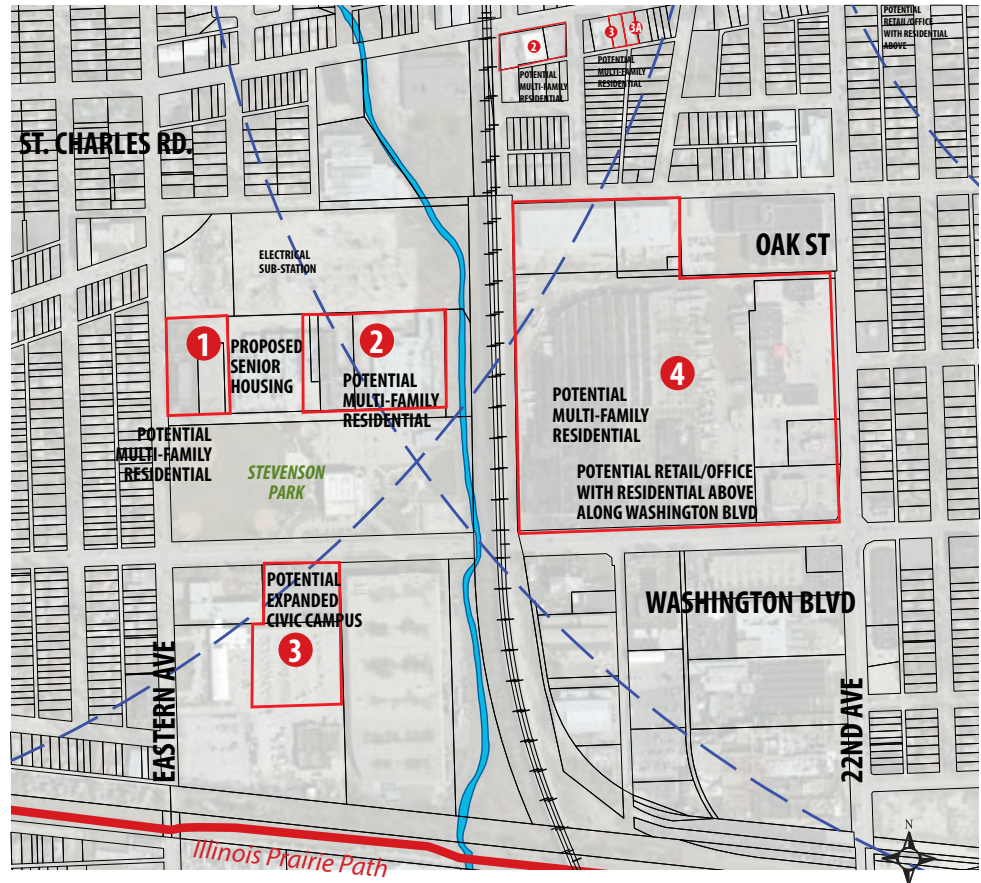 POTENTIAL
RETAIL/OFFICE
WITH RESIDENTIAL
ABOVE
2
3
3A
POTENTIAL
MULTI-FAMILY
RESIDENTIAL
POTENTIAL
MULTI-FAMILY
RESIDENTIAL
ST. CHARLES RD.
OAK ST
ELECTRICAL
SUB-STATION
1
PROPOSED
SENIOR
HOUSING
2
POTENTIAL
MULTI-FAMILY
RESIDENTIAL
4
POTENTIAL
MULTI-FAMILY
RESIDENTIAL
POTENTIAL
MULTI-FAMILY
RESIDENTIAL
STEVENSON
PARK
POTENTIAL RETAIL/OFFICE
WITH RESIDENTIAL ABOVE
ALONG WASHINGTON BLVD
POTENTIAL
EXPANDED
CIVIC CAMPUS
3
WASHINGTON BLVD
EASTERN AVE
22ND AVE
Illinois Prairie Path
N